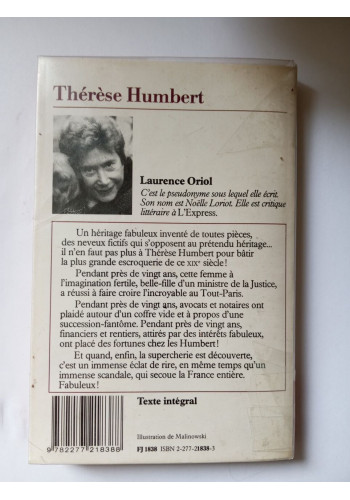 Thérèse Humbert
Laurence Oriol
C'est le pseudonyme sous lequel elle écrit.
Son nom est Noëlle Loriot. Elle est critique
littéraire à L'Express.
Un héritage fabuleux inventé de toutes pièces,
des neveux fictifs qui s'opposent au prétendu héritage...
il n'en faut pas plus à Thérèse Humbert pour bâtir
la plus grande escroquerie de ce XIXe siècle !
Pendant près de vingt ans, cette femme à
l'imagination fertile, belle-fille d'un ministre de la Justice,
a réussi à faire croire l'incroyable au Tout-Paris.
Pendant près de vingt ans, avocats et notaires ont
plaidé autour d'un coffre vide et à propos d'une
succession-fantôme. Pendant près de vingt ans,
financiers et rentiers, attirés par des intérêts fabuleux,
ont placé des fortunes chez les Humbert !
Et quand, enfin, la supercherie est découverte,
c'est un immense éclat de rire, en même temps qu'un
immense scandale, qui secoue la France entière.
Fabuleux !
Texte intégral
Illustration de Malinowski
FJ 1838 ISBN 2-277-21838-3
9 782277 218388